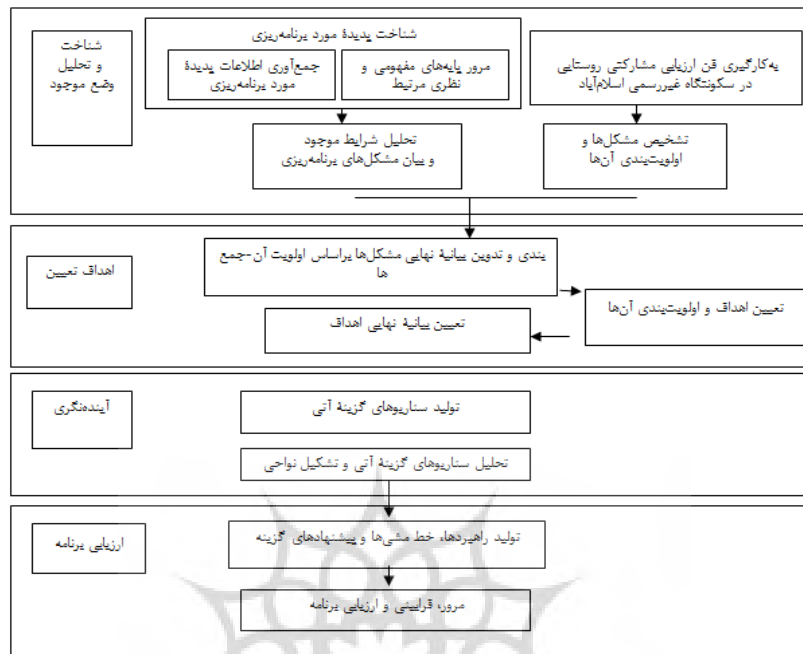 شناخت
و تحلیل
وضع موجود
شناخت پدیدهٔ مورد برنامه‌ریزی
مرور پایه‌های مفهومی و
نظری مرتبط
جمع‌آوری اطلاعات پدیدهٔ
مورد برنامه‌ریزی
به‌کارگیری فن ارزیابی مشارکتی روستایی
در سکونتگاه غیررسمی اسلام‌آباد
تحلیل شرایط موجود
و بیان مشکل‌های برنامه‌ریزی
تشخیص مشکل‌ها و
اولویت‌بندی آن‌ها
اهداف تعیین
بندی و تدوین بیانیهٔ نهایی مشکل‌ها براساس اولویت آن-جمع
ها
تعیین اهداف و اولویت‌بندی آن‌ها
تعیین بیانیهٔ نهایی اهداف
آینده‌نگری
تولید سناریوهای گزینهٔ آتی
تحلیل سناریوهای گزینهٔ آتی و تشکیل نواحی
ارزیابی برنامه
تولید راهبردها، خط مشی‌ها و پیشنهادهای گزینه
مرور، قرایینی و ارزیابی برنامه